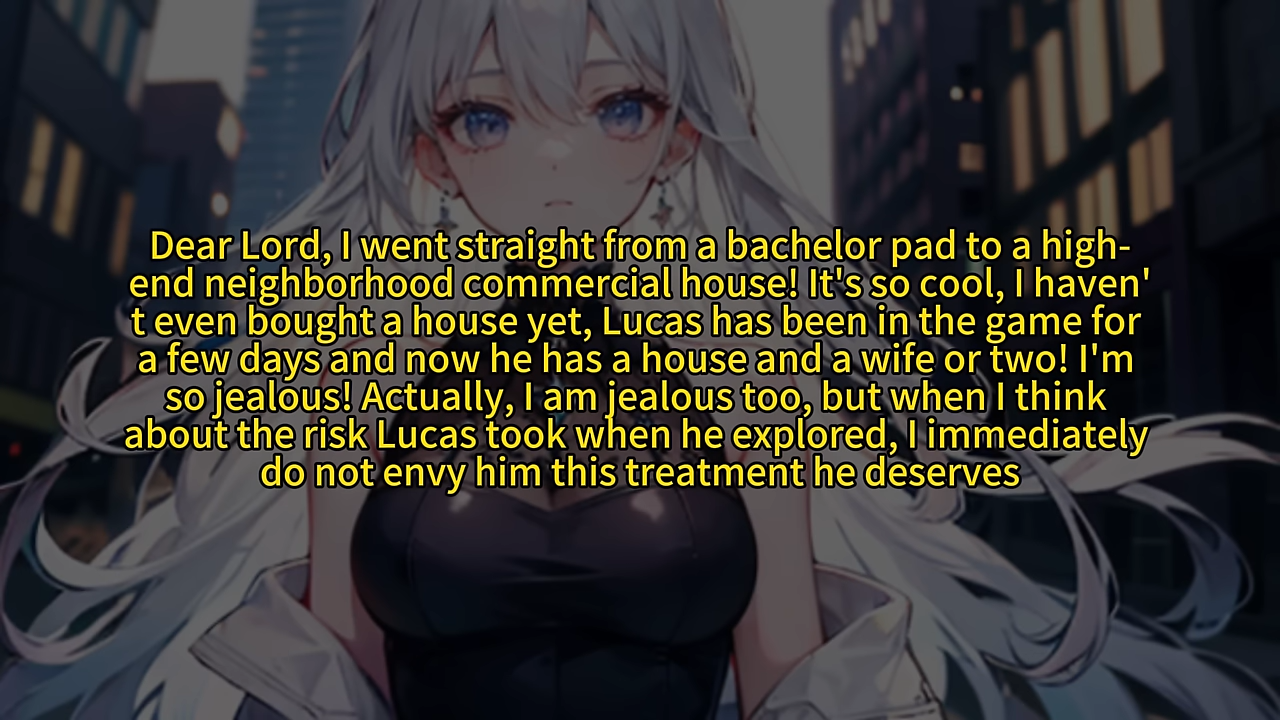 Dear Lord, I went straight from a bachelor pad to a high-
end neighborhood commercial house! It's so cool, I haven'
t even bought a house yet, Lucas has been in the game for
a few days and now he has a house and a wife or two! I'm
so jealous! Actually, I am jealous too, but when I think
about the risk Lucas took when he explored, I immediately
do not envy him this treatment he deserves